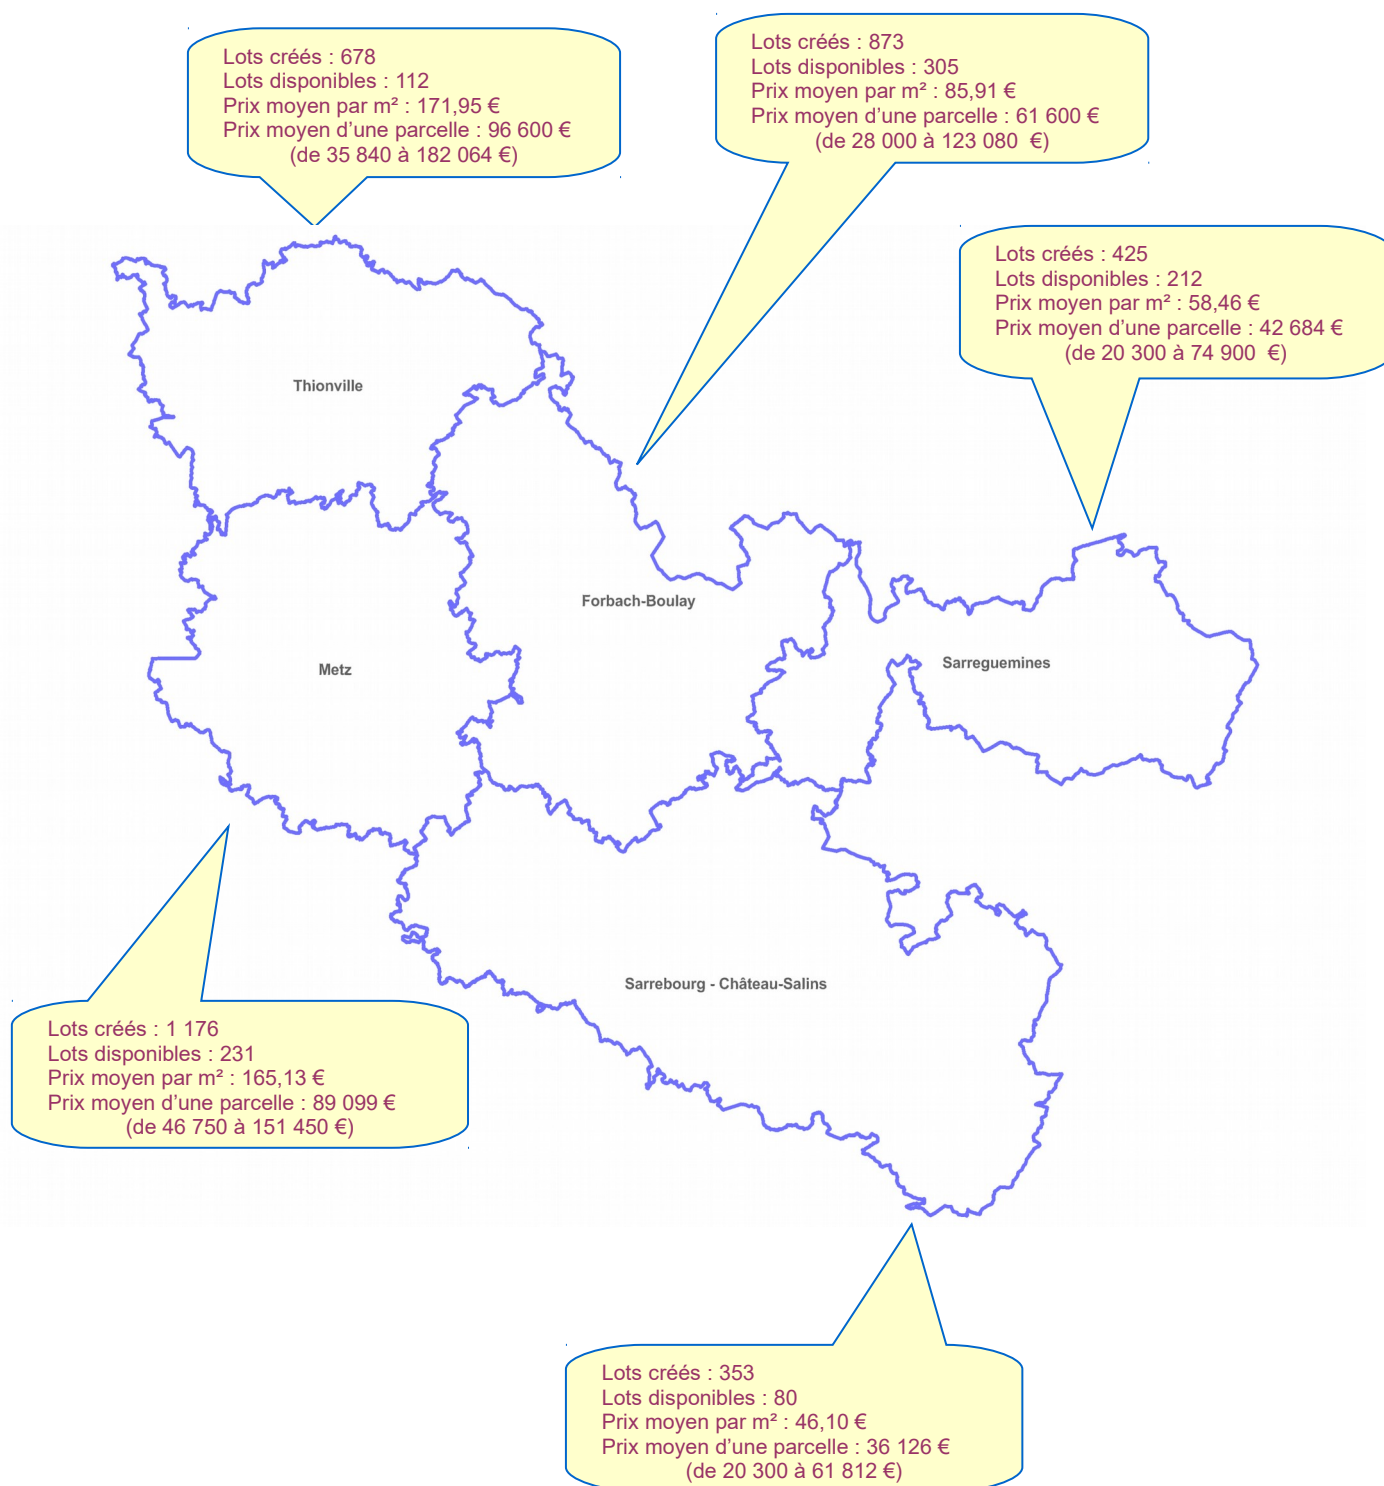 Lots créés : 678
Lots disponibles : 112
Prix moyen par m² : 171,95 €
Prix moyen d’une parcelle : 96 600 €
(de 35 840 à 182 064 €)
Lots créés : 873
Lots disponibles : 305
Prix moyen par m² : 85,91 €
Prix moyen d’une parcelle : 61 600 €
(de 28 000 à 123 080 €)
Lots créés : 425
Lots disponibles : 212
Prix moyen par m² : 58,46 €
Prix moyen d’une parcelle : 42 684 €
(de 20 300 à 74 900 €)
Thionville
Forbach-Boulay
Sarreguemines
Metz
Sarrebourg - Château-Salins
Lots créés : 1 176
Lots disponibles : 231
Prix moyen par m² : 165,13 €
Prix moyen d’une parcelle : 89 099 €
(de 46 750 à 151 450 €)
Lots créés : 353
Lots disponibles : 80
Prix moyen par m² : 46,10 €
Prix moyen d’une parcelle : 36 126 €
(de 20 300 à 61 812 €)